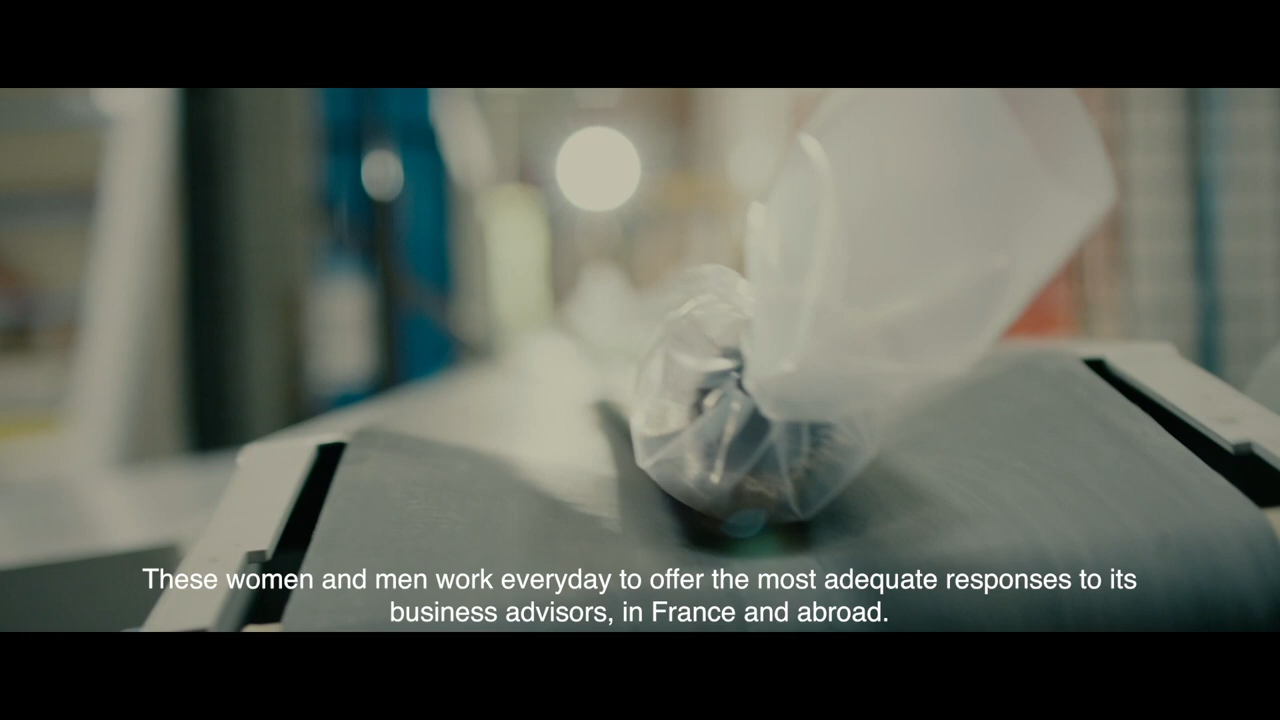 These women and men work everyday to offer the most adequate responses to its
business advisors, in France and abroad.